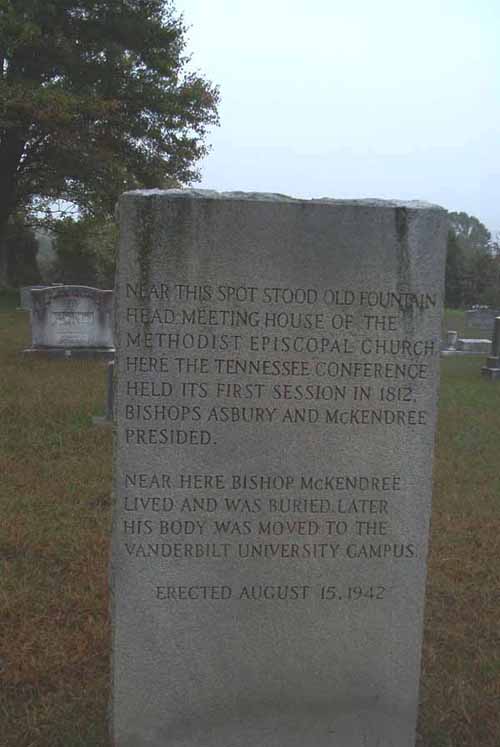 NEAR THIS SPOT STOOD OLD FOUNTAIN
HEAD MEETING HOUSE OF THE
METHODIST EPISCOPAL CHURCH
HERE THE TENNESSEE CONFERENCE
HELD ITS FIRST SESSION IN 1812,
BISHOPS ASBURY AND McKENDREE
PRESIDED.
NEAR HERE BISHOP McKENDREE
LIVED AND WAS BURIED. LATER
HIS BODY WAS MOVED TO THE
VANDERBILT UNIVERSITY CAMPUS.
ERECTED AUGUST 15, 1942